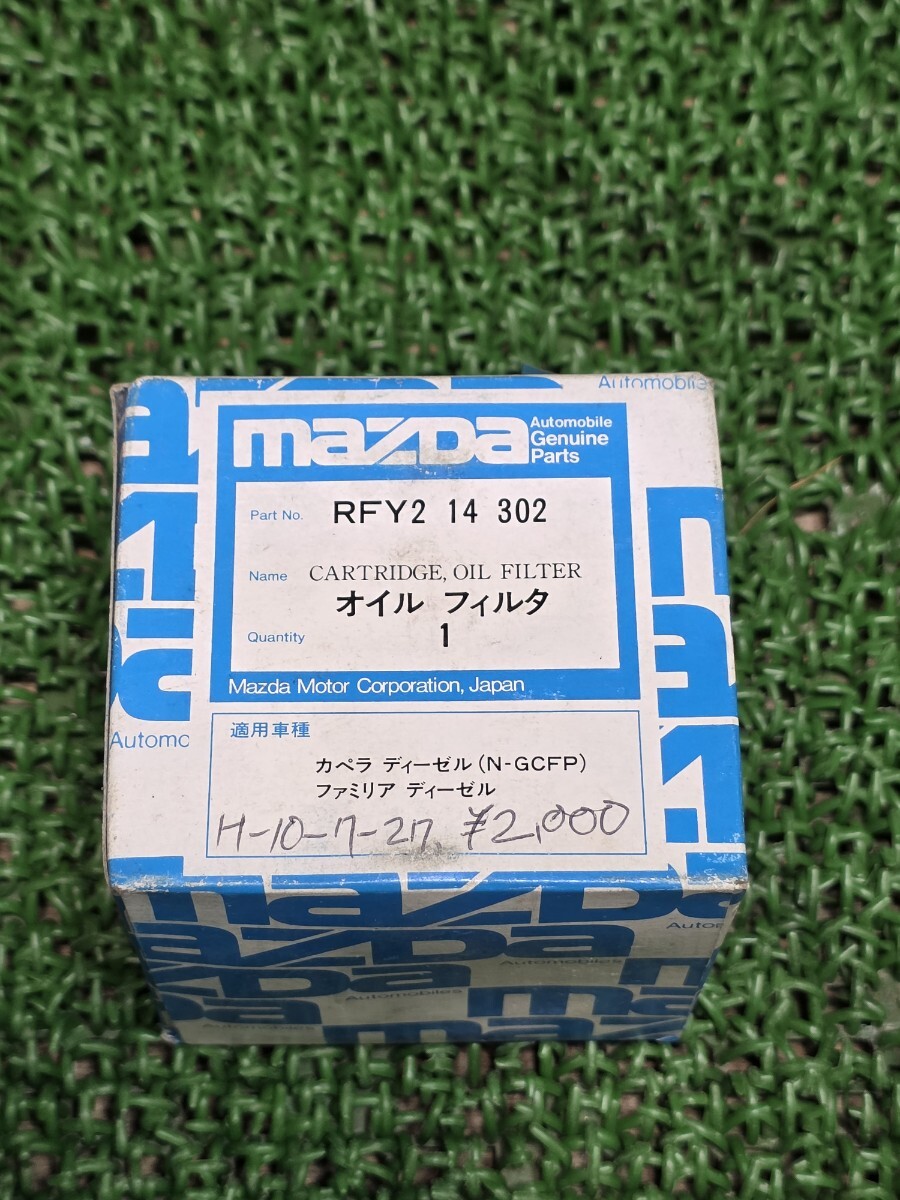 Automobile
mazda
Automobile
Genuine
Parts
Part No. RFY2 14 302
Name CARTRIDGE, OIL FILTER
オイル フィルタ
Quantity 1
Mazda Motor Corporation, Japan
Automo
適用車種
カペラ ディーゼル (N-GCFP)
ファミリア ディーゼル
H-10-7-27 ¥2,000
mazda
Autom
mazda
Automobiles
Automobiles
Automobiles